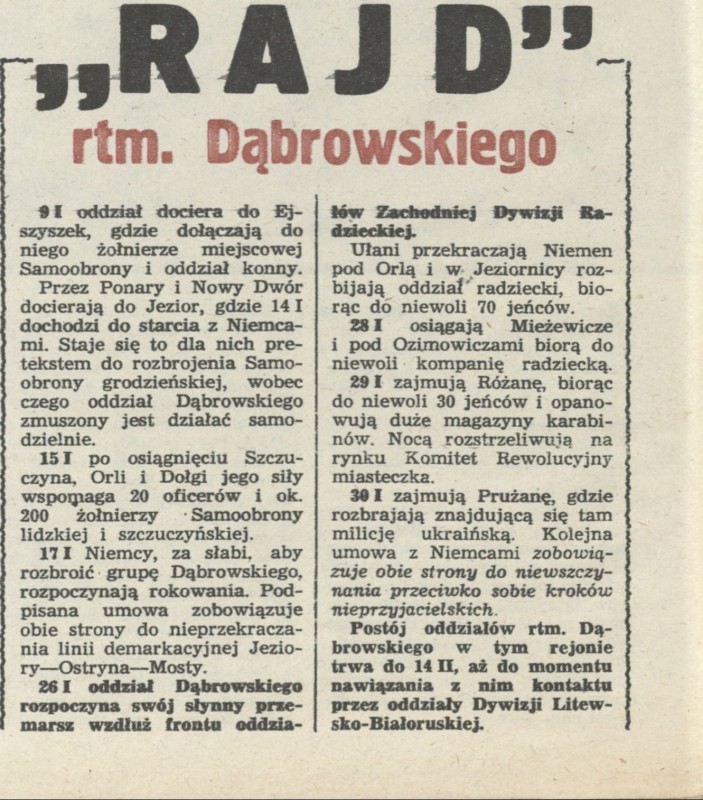 „RAJD”
rtm. Dąbrowskiego
9 I oddział dociera do Ej-
szyszek, gdzie dołączają do
niego żołnierze miejscowej
Samoobrony i oddział konny.
Przez Ponary i Nowy Dwór
docierają do Jezior, gdzie 14 I
dochodzi do starcia z Niemca-
mi. Staje się to dla nich pre-
tekstem do rozbrojenia Samo-
obrony grodzieńskiej, wobec
czego oddział Dąbrowskiego
zmuszony jest działać samo-
dzielnie.
15 I po osiągnięciu Szczu-
czyna, Orli i Dołgi jego siły
wspomaga 20 oficerów i ok.
200 żołnierzy Samoobrony
lidzkiej i szczuczyńskiej.
17 I Niemcy, za słabi, aby
rozbroić grupę Dąbrowskiego,
rozpoczynają rokowania. Pod-
pisana umowa zobowiązuje
obie strony do nieprzekracza-
nia linii demarkacyjnej Jezio-
ry—Ostryna—Mosty.
26 I oddział Dąbrowskiego
rozpoczyna swój słynny prze-
marsz wzdłuż frontu oddzia-
łów Zachodniej Dywizji Ra-
dzieckiej.
Ułani przekraczają Niemen
pod Orlą i w Jeziornicy roz-
bijają oddział radziecki, bio-
rąc do niewoli 70 jeńców.
28 I osiągają Mieżewicze
i pod Ozimowiczami biorą do
niewoli kompanię radziecką.
29 I zajmują Różanę, biorąc
do niewoli 30 jeńców i opano-
wują duże magazyny karabi-
nów. Nocą rozstrzeliwują na
rynku Komitet Rewolucyjny
miasteczka.
30 I zajmują Prużanę, gdzie
rozbrajają znajdującą się tam
milicję ukraińską. Kolejna
umowa z Niemcami zobowią-
zuje obie strony do niewszczy-
nania przeciwko sobie kroków
nieprzyjacielskich.
Postój oddziałów rtm. Dą-
browskiego w tym rejonie
trwa do 14 II, aż do momentu
nawiązania z nim kontaktu
przez oddziały Dywizji Litew-
sko-Białoruskiej.